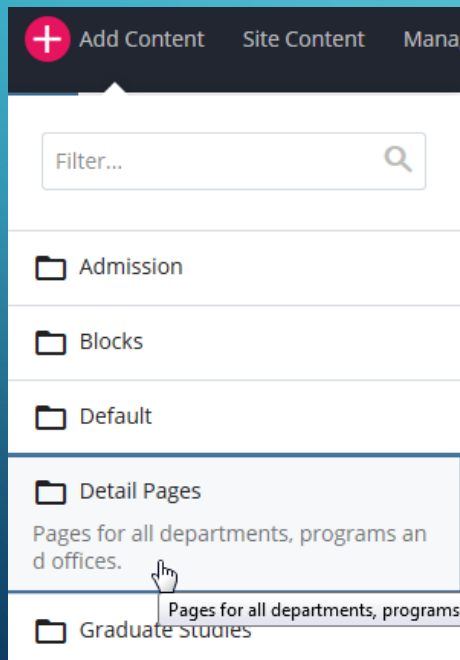 Add Content Site Content Mana
Filter...
Admission
Blocks
Default
Detail Pages
Pages for all departments, programs an
d offices.
Pages for all departments, programs
Graduate Studies